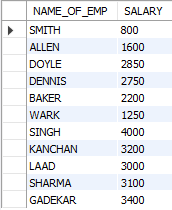 NAME_OF_EMP SALARY
SMITH 800
ALLEN 1600
DOYLE 2850
DENNIS 2750
BAKER 2200
WARK 1250
SINGH 4000
KANCHAN 3200
LAAD 3000
SHARMA 3100
GADEKAR 3400